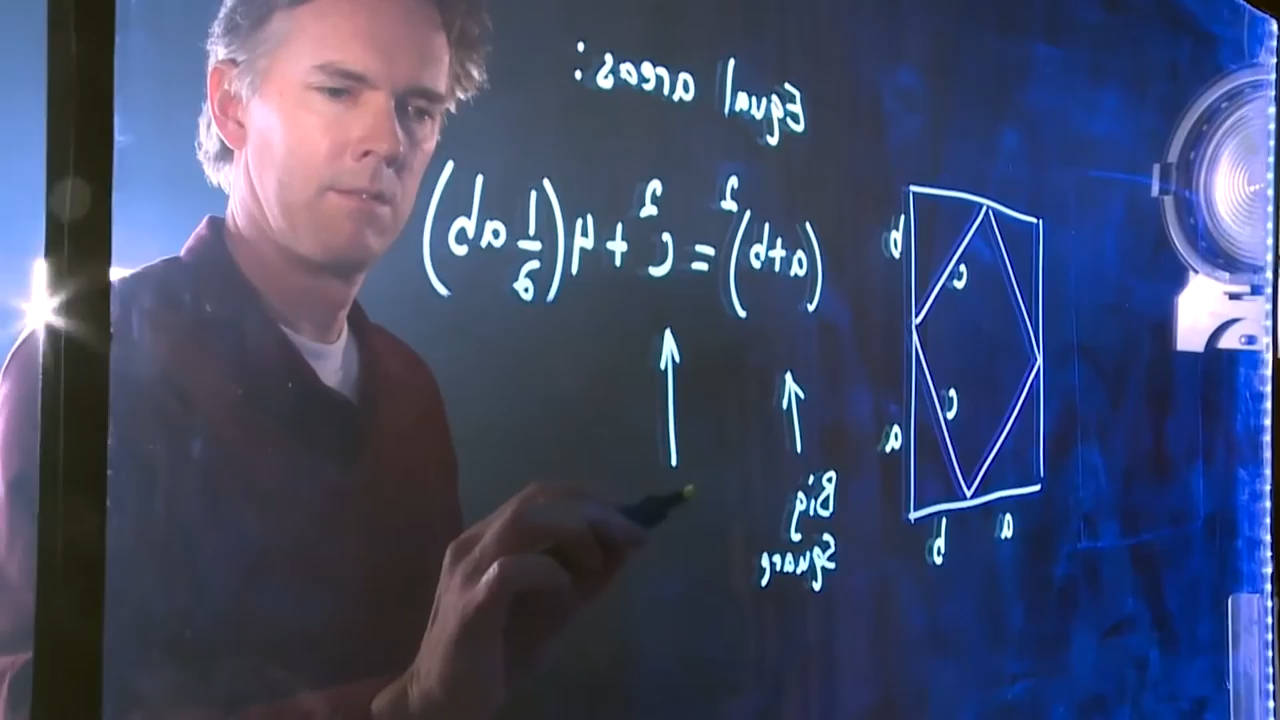 Equal areas:
(a+b)² = c² + 4(½ab)
Big
Square
b
c
c
a
b
a